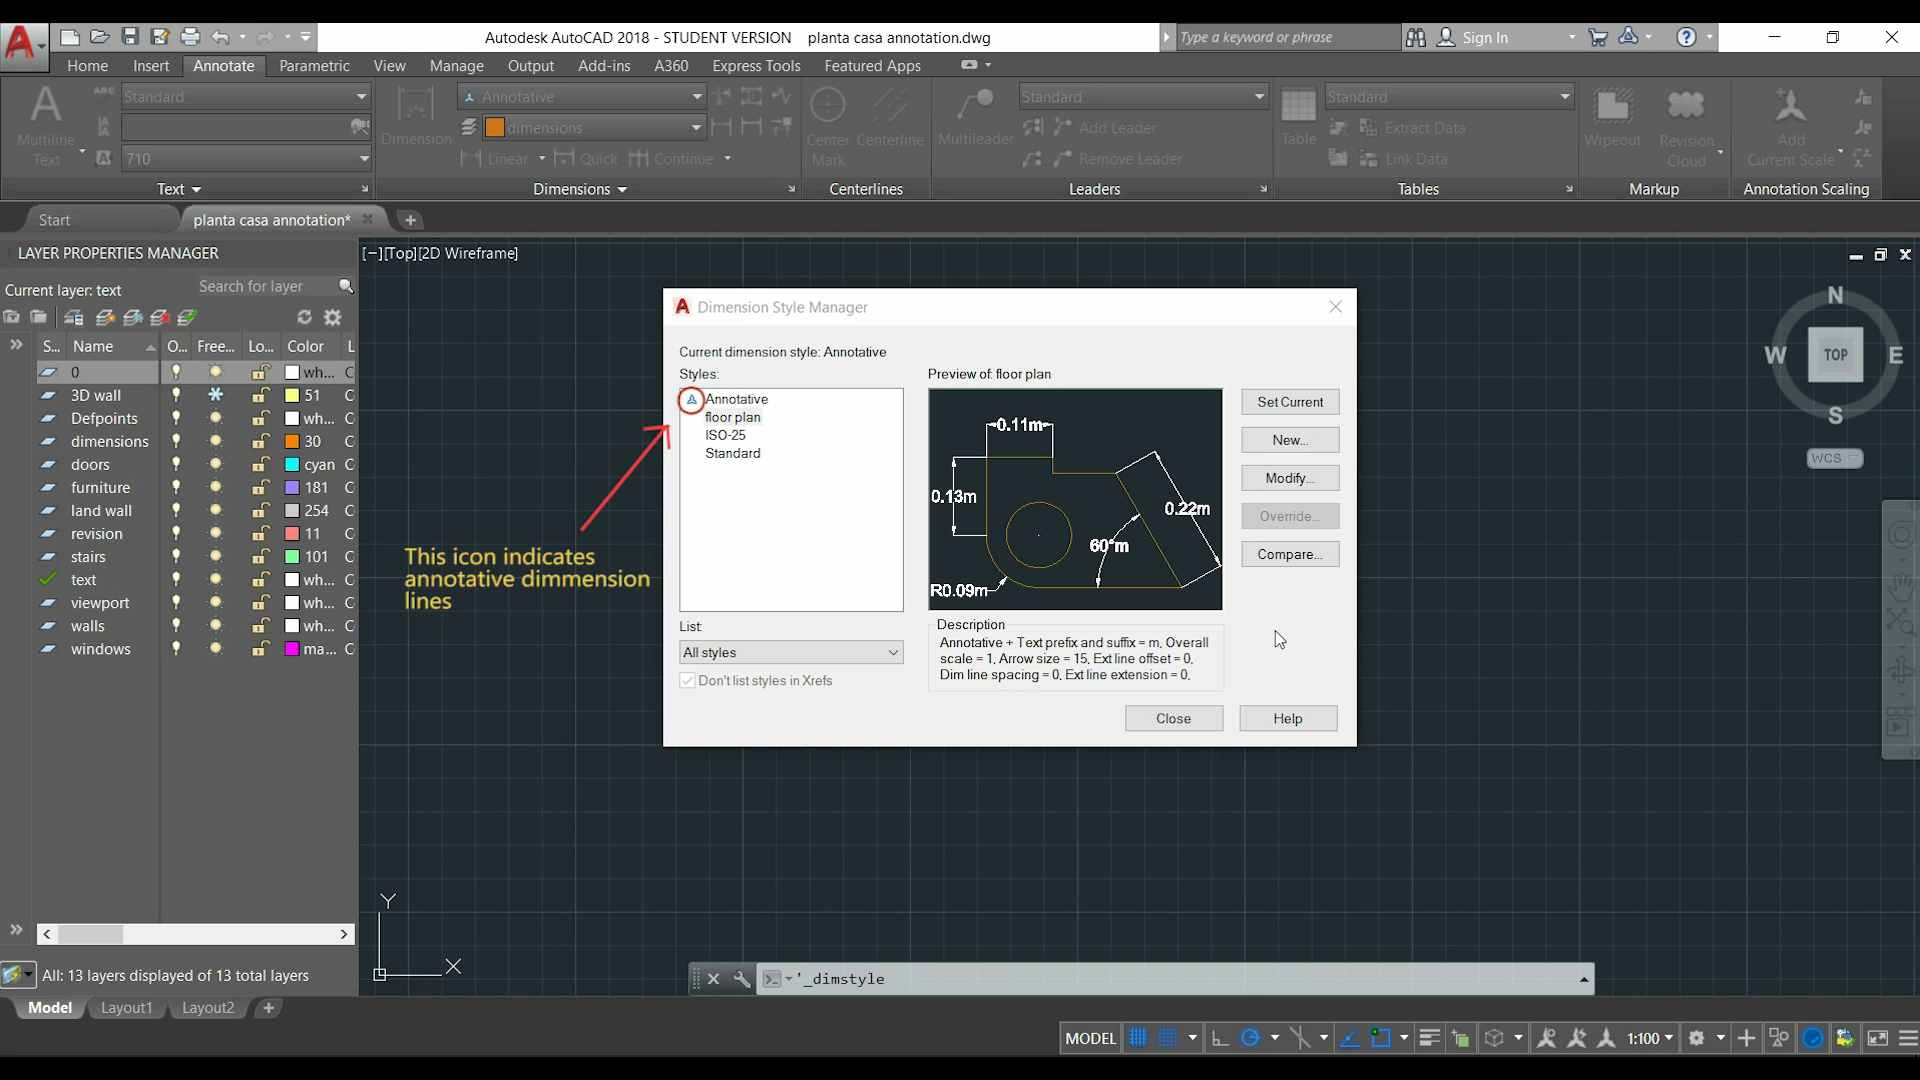 Autodesk AutoCAD 2018 - STUDENT VERSION planta casa annotation.dwg
Type a keyword or phrase
Sign In
Home Insert Annotate Parametric View Manage Output Add-ins A360 Express Tools Featured Apps
Standard Annotative Standard Standard
Multiline Text
Dimension
dimensions
Center Mark
Centerline
Multileader
Add Leader
Table
Extract Data
Wipeout
Revision Cloud
Add Current Scale
710
Linear Quick Continue
Remove Leader
Link Data
Text Dimensions Centerlines Leaders Tables Markup Annotation Scaling
Start planta casa annotation*
LAYER PROPERTIES MANAGER
[−][Top][2D Wireframe]
Current layer: text
Search for layer
S... Name O... Free... Lo... Color L
0 wh... C
3D wall 51 C
Defpoints wh... C
dimensions 30 C
doors cyan C
furniture 181 C
land wall 254 C
revision 11 C
stairs 101 C
text wh... C
viewport wh... C
walls wh... C
windows ma... C
All: 13 layers displayed of 13 total layers
Model Layout1 Layout2
This icon indicates
annotative dimmension
lines
Dimension Style Manager
Current dimension style: Annotative
Styles:
Annotative
floor plan
ISO-25
Standard
Preview of: floor plan
0.11m
0.13m
0.22m
60°m
R0.09m
Set Current
New...
Modify...
Override...
Compare...
List:
All styles
Don't list styles in Xrefs
Description
Annotative + Text prefix and suffix = m, Overall
scale = 1, Arrow size = 15, Ext line offset = 0,
Dim line spacing = 0, Ext line extension = 0,
Close
Help
N
W TOP E
S
WCS
Y
X
'_dimstyle
MODEL
1:100